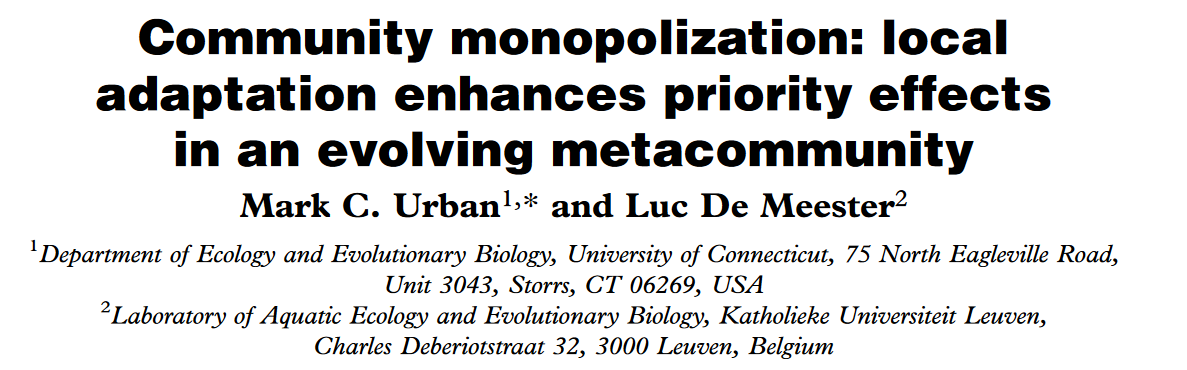 Community monopolization: local
adaptation enhances priority effects
in an evolving metacommunity
Mark C. Urban1,* and Luc De Meester2
1Department of Ecology and Evolutionary Biology, University of Connecticut, 75 North Eagleville Road,
Unit 3043, Storrs, CT 06269, USA
2Laboratory of Aquatic Ecology and Evolutionary Biology, Katholieke Universiteit Leuven,
Charles Deberiotstraat 32, 3000 Leuven, Belgium